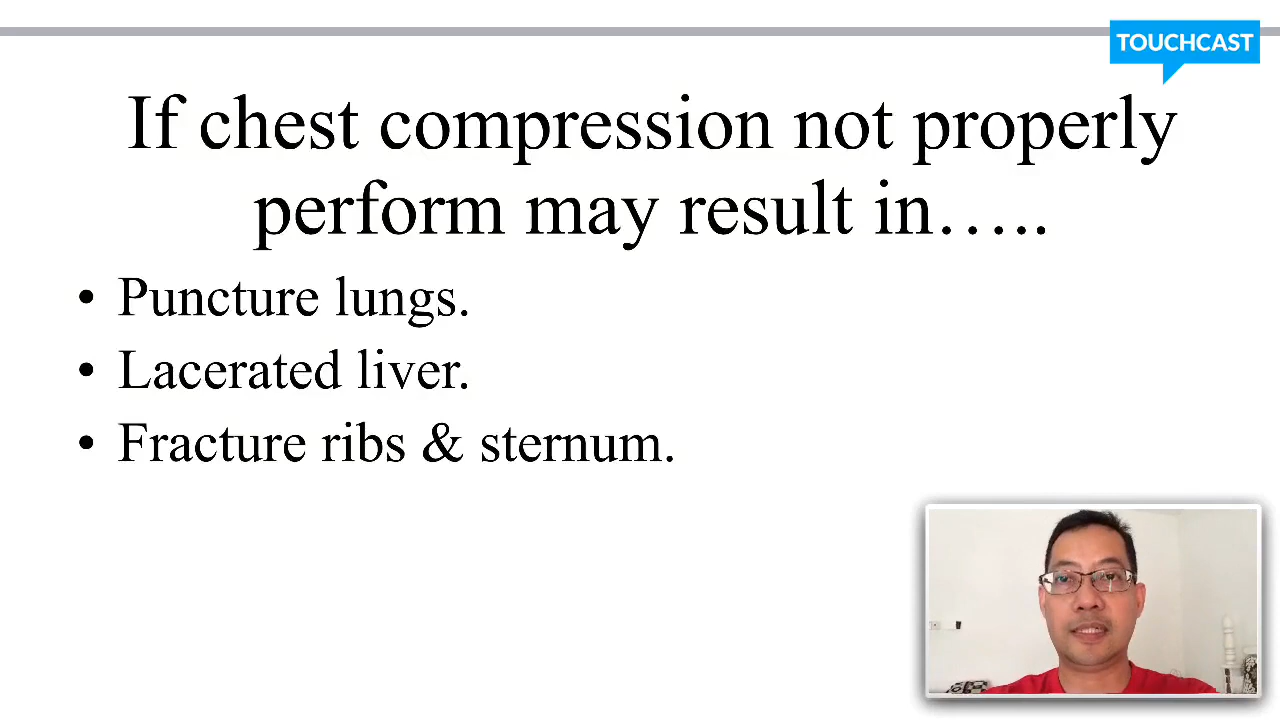 TOUCHCAST
If chest compression not properly
perform may result in.....
• Puncture lungs.
• Lacerated liver.
• Fracture ribs & sternum.